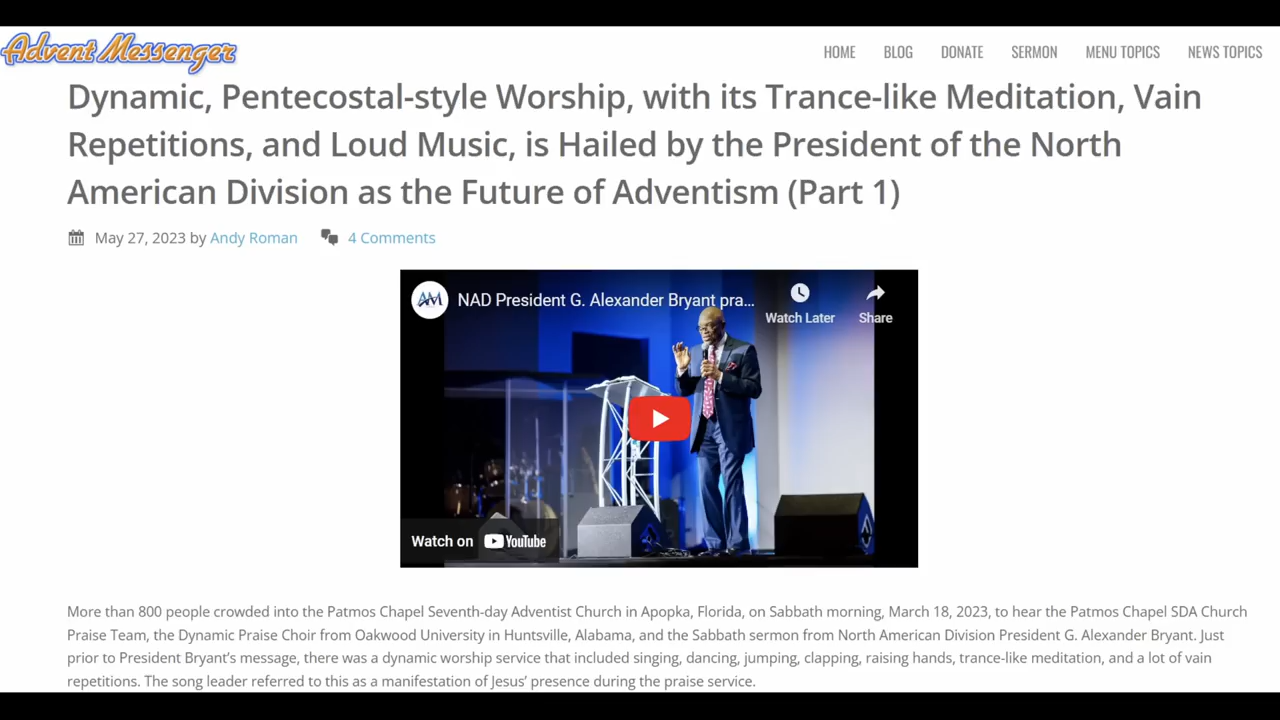 Advent Messenger
HOME BLOG DONATE SERMON MENU TOPICS NEWS TOPICS
Dynamic, Pentecostal-style Worship, with its Trance-like Meditation, Vain
Repetitions, and Loud Music, is Hailed by the President of the North
American Division as the Future of Adventism (Part 1)
May 27, 2023 by Andy Roman 4 Comments
AM
NAD President G. Alexander Bryant pra...
Watch Later
Share
Watch on YouTube
More than 800 people crowded into the Patmos Chapel Seventh-day Adventist Church in Apopka, Florida, on Sabbath morning, March 18, 2023, to hear the Patmos Chapel SDA Church
Praise Team, the Dynamic Praise Choir from Oakwood University in Huntsville, Alabama, and the Sabbath sermon from North American Division President G. Alexander Bryant. Just
prior to President Bryant's message, there was a dynamic worship service that included singing, dancing, jumping, clapping, raising hands, trance-like meditation, and a lot of vain
repetitions. The song leader referred to this as a manifestation of Jesus' presence during the praise service.